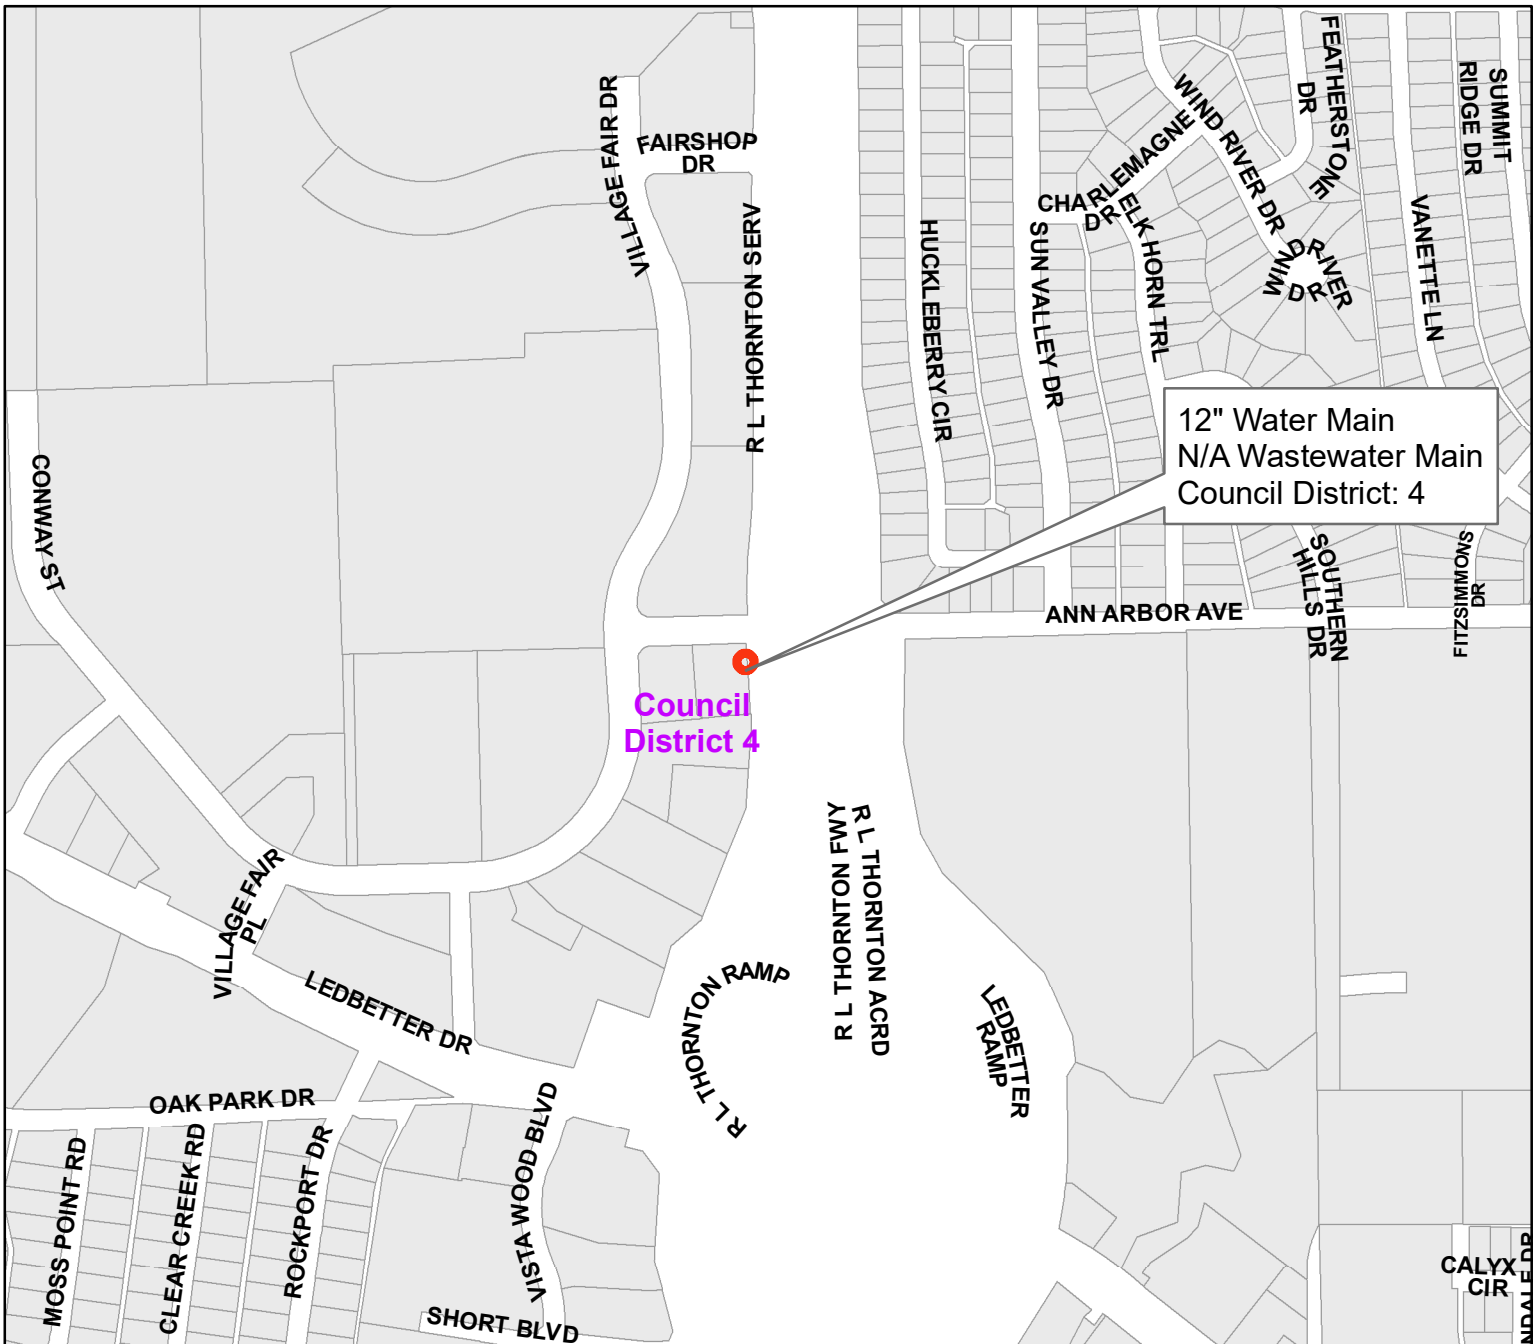 FEATHERSTONE
DR
SUMMIT
RIDGE DR
WIND RIVER DR
VILLAGE FAIR DR
FAIRSHOP
DR
CHARLEMAGNE
DR
ELK HORN TRL
VANETTE LN
R L THORNTON SERV
HUCKLEBERRY CIR
SUN VALLEY DR
WIND RIVER
DR
DR
12" Water Main
N/A Wastewater Main
Council District: 4
CONWAY ST
SOUTHERN
HILLS DR
FITZSIMMONS
DR
ANN ARBOR AVE
Council
District 4
R L THORNTON FWY
R L THORNTON ACRD
VILLAGE FAIR
PL
LEDBETTER DR
R L THORNTON RAMP
LEDBETTER
RAMP
OAK PARK DR
MOSS POINT RD
CLEAR CREEK RD
ROCKPORT DR
VISTA WOOD BLVD
SHORT BLVD
CALYX
CIR